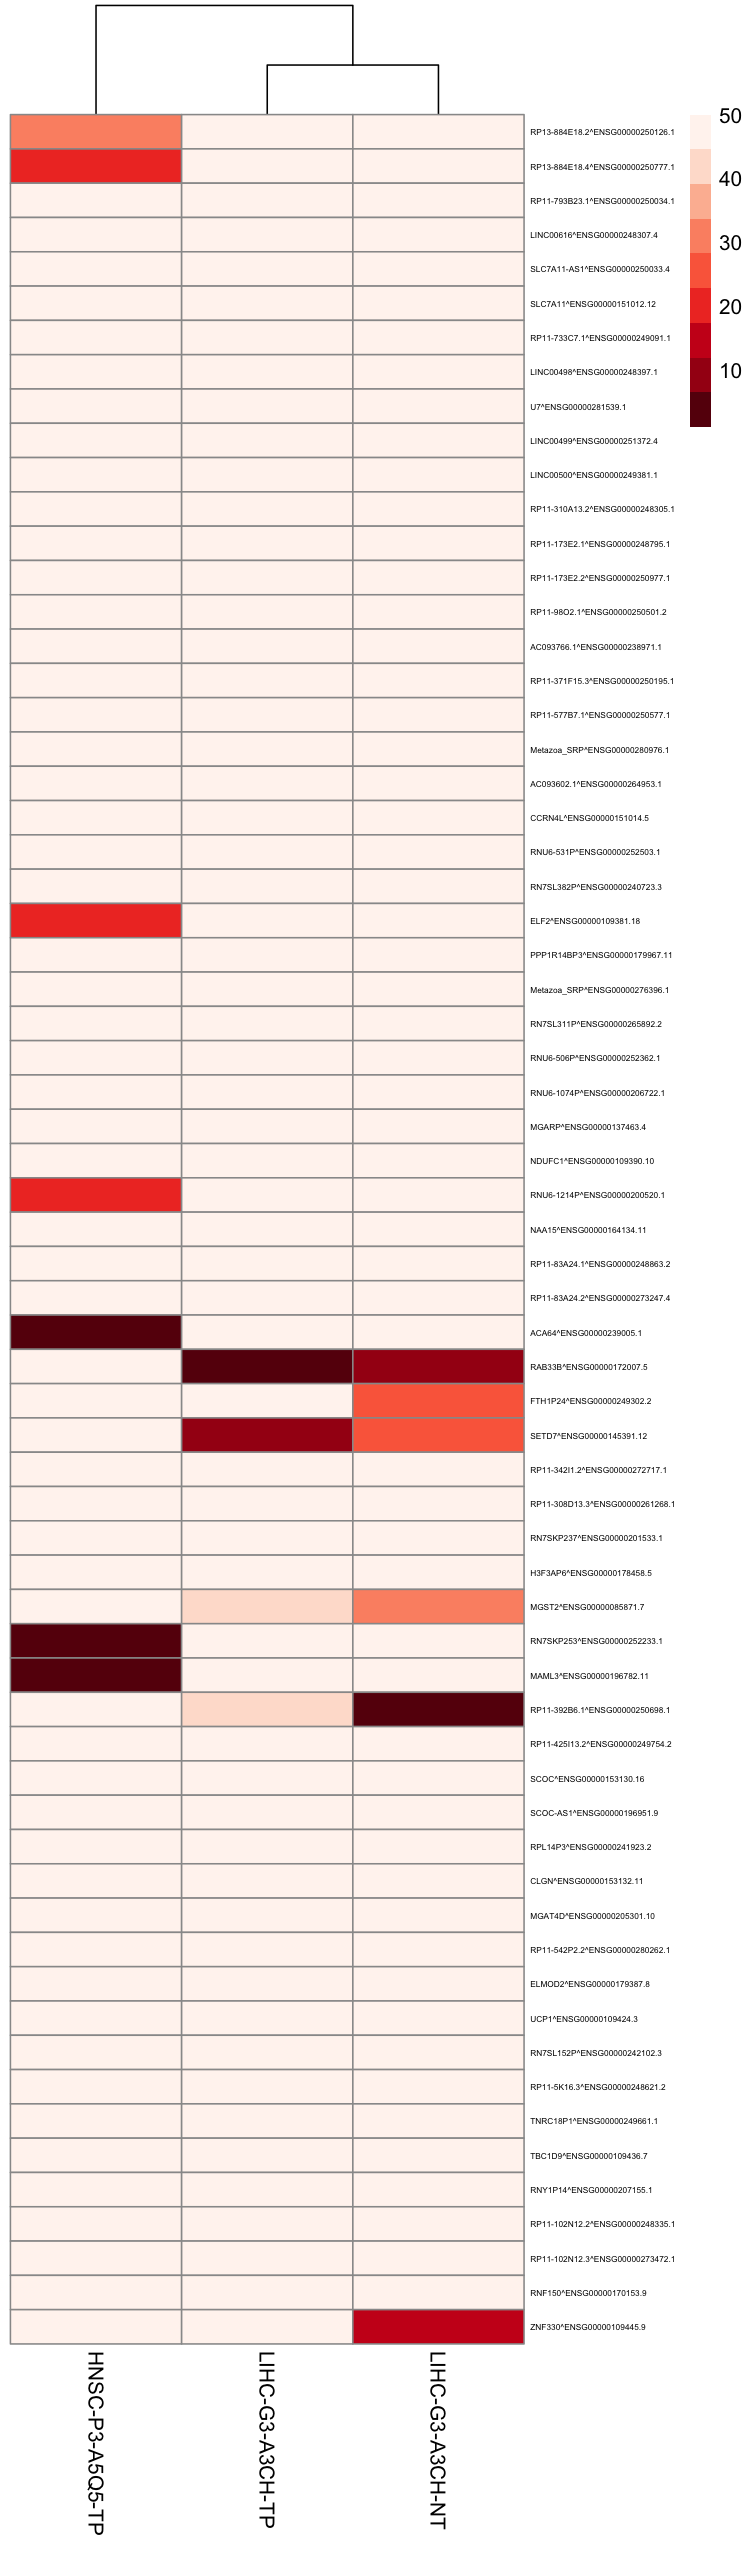 RP13-884E18.2^ENSG00000250126.1
RP13-884E18.4^ENSG00000250777.1
RP11-793B23.1^ENSG00000250034.1
LINC00616^ENSG00000248307.4
SLC7A11-AS1^ENSG00000250033.4
SLC7A11^ENSG00000151012.12
RP11-733C7.1^ENSG00000249091.1
LINC00498^ENSG00000248397.1
U7^ENSG00000281539.1
LINC00499^ENSG00000251372.4
LINC00500^ENSG00000249381.1
RP11-310A13.2^ENSG00000248305.1
RP11-173E2.1^ENSG00000248795.1
RP11-173E2.2^ENSG00000250977.1
RP11-98O2.1^ENSG00000250501.2
AC093766.1^ENSG00000238971.1
RP11-371F15.3^ENSG00000250195.1
RP11-577B7.1^ENSG00000250577.1
Metazoa_SRP^ENSG00000280976.1
AC093602.1^ENSG00000264953.1
CCRN4L^ENSG00000151014.5
RNU6-531P^ENSG00000252503.1
RN7SL382P^ENSG00000240723.3
ELF2^ENSG00000109381.18
PPP1R14BP3^ENSG00000179967.11
Metazoa_SRP^ENSG00000276396.1
RN7SL311P^ENSG00000265892.2
RNU6-506P^ENSG00000252362.1
RNU6-1074P^ENSG00000206722.1
MGARP^ENSG00000137463.4
NDUFC1^ENSG00000109390.10
RNU6-1214P^ENSG00000200520.1
NAA15^ENSG00000164134.11
RP11-83A24.1^ENSG00000248863.2
RP11-83A24.2^ENSG00000273247.4
ACA64^ENSG00000239005.1
RAB33B^ENSG00000172007.5
FTH1P24^ENSG00000249302.2
SETD7^ENSG00000145391.12
RP11-342I1.2^ENSG00000272717.1
RP11-308D13.3^ENSG00000261268.1
RN7SKP237^ENSG00000201533.1
H3F3AP6^ENSG00000178458.5
MGST2^ENSG00000085871.7
RN7SKP253^ENSG00000252233.1
MAML3^ENSG00000196782.11
RP11-392B6.1^ENSG00000250698.1
RP11-425I13.2^ENSG00000249754.2
SCOC^ENSG00000153130.16
SCOC-AS1^ENSG00000196951.9
RPL14P3^ENSG00000241923.2
CLGN^ENSG00000153132.11
MGAT4D^ENSG00000205301.10
RP11-542P2.2^ENSG00000280262.1
ELMOD2^ENSG00000179387.8
UCP1^ENSG00000109424.3
RN7SL152P^ENSG00000242102.3
RP11-5K16.3^ENSG00000248621.2
TNRC18P1^ENSG00000249661.1
TBC1D9^ENSG00000109436.7
RNY1P14^ENSG00000207155.1
RP11-102N12.2^ENSG00000248335.1
RP11-102N12.3^ENSG00000273472.1
RNF150^ENSG00000170153.9
ZNF330^ENSG00000109445.9
50
40
30
20
10
HNSC-P3-A5Q5-TP
LIHC-G3-A3CH-TP
LIHC-G3-A3CH-NT